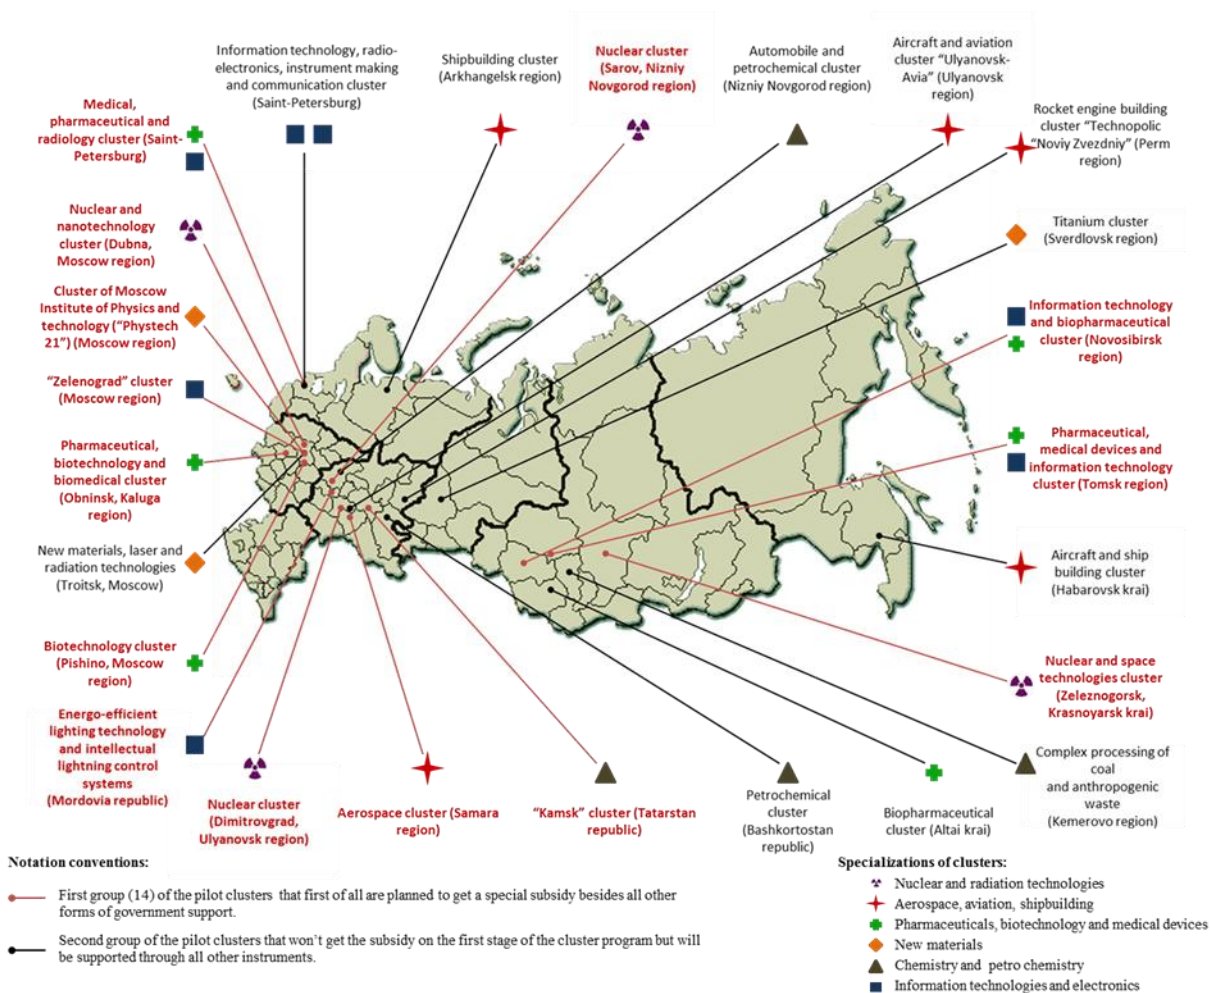 Information technology, radio-
electronics, instrument making
and communication cluster
(Saint-Petersburg)
Shipbuilding cluster
(Arkhangelsk region)
Nuclear cluster
(Sarov, Nizniy
Novgorod region)
Automobile and
petrochemical cluster
(Nizniy Novgorod region)
Aircraft and aviation
cluster “Ulyanovsk-
Avia” (Ulyanovsk
region)
Rocket engine building
cluster “Technopolic
“Noviy Zvezdniy” (Perm
region)
Titanium cluster
(Sverdlovsk region)
Information technology
and biopharmaceutical
cluster (Novosibirsk
region)
Pharmaceutical,
medical devices and
information technology
cluster (Tomsk region)
Aircraft and ship
building cluster
(Habarovsk krai)
Nuclear and space
technologies cluster
(Zeleznogorsk,
Krasnoyarsk krai)
Complex processing of
coal
and anthropogenic
waste
(Kemerovo region)
Medical,
pharmaceutical and
radiology cluster (Saint-
Petersburg)
Nuclear and
nanotechnology
cluster (Dubna,
Moscow region)
Cluster of Moscow
Institute of Physics and
technology (“Phystech
21”) (Moscow region)
“Zelenograd” cluster
(Moscow region)
Pharmaceutical,
biotechnology and
biomedical cluster
(Obninsk, Kaluga
region)
New materials, laser and
radiation technologies
(Troitsk, Moscow)
Biotechnology cluster
(Pishino, Moscow
region)
Energo-efficient
lighting technology
and intellectual
lightning control
systems
(Mordovia republic)
Nuclear cluster
(Dimitrovgrad,
Ulyanovsk region)
Aerospace cluster (Samara
region)
“Kamsk” cluster (Tatarstan
republic)
Petrochemical
cluster
(Bashkortostan
republic)
Biopharmaceutical
cluster (Altai krai)
Notation conventions:
First group (14) of the pilot clusters that first of all are planned to get a special subsidy besides all other
forms of government support.
Second group of the pilot clusters that won’t get the subsidy on the first stage of the cluster program but will
be supported through all other instruments.
Specializations of clusters:
Nuclear and radiation technologies
Aerospace, aviation, shipbuilding
Pharmaceuticals, biotechnology and medical devices
New materials
Chemistry and petro chemistry
Information technologies and electronics